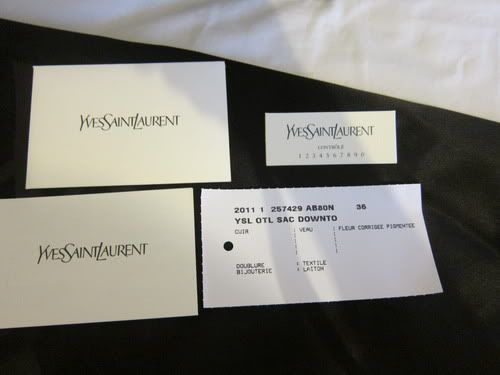 YVESSAINTLAURENT
YVESSAINTLAURENT
CONTRÔLE
1 2 3 4 5 6 7 8 9 0
YVESSAINTLAURENT
2011 1 257429 AB80N 36
YSL OTL SAC DOWNTO
CUIR : VEAU : FLEUR CORRIGEE PIGMENTEE
DOUBLURE : TEXTILE
BIJOUTERIE : LAITON